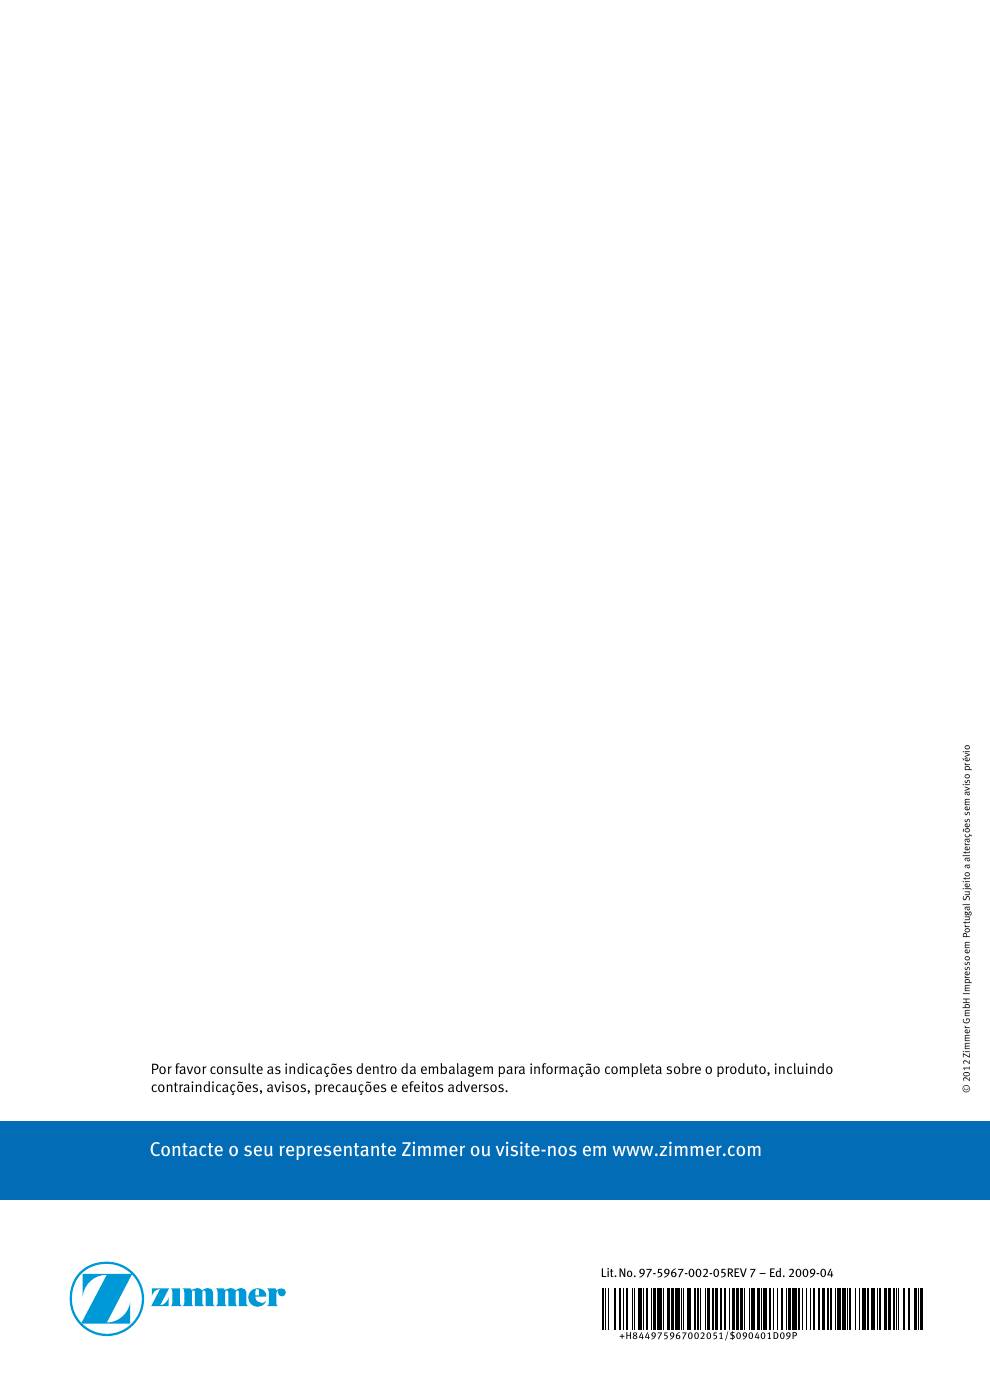 © 2012 Zimmer GmbH Impresso em Portugal Sujeito a alterações sem aviso prévio
Por favor consulte as indicações dentro da embalagem para informação completa sobre o produto, incluindo
contraindicações, avisos, precauções e efeitos adversos.
Contacte o seu representante Zimmer ou visite-nos em www.zimmer.com
Z zimmer
Lit. No. 97-5967-002-05REV 7 – Ed. 2009-04
+H844975967002051/$090401D09P